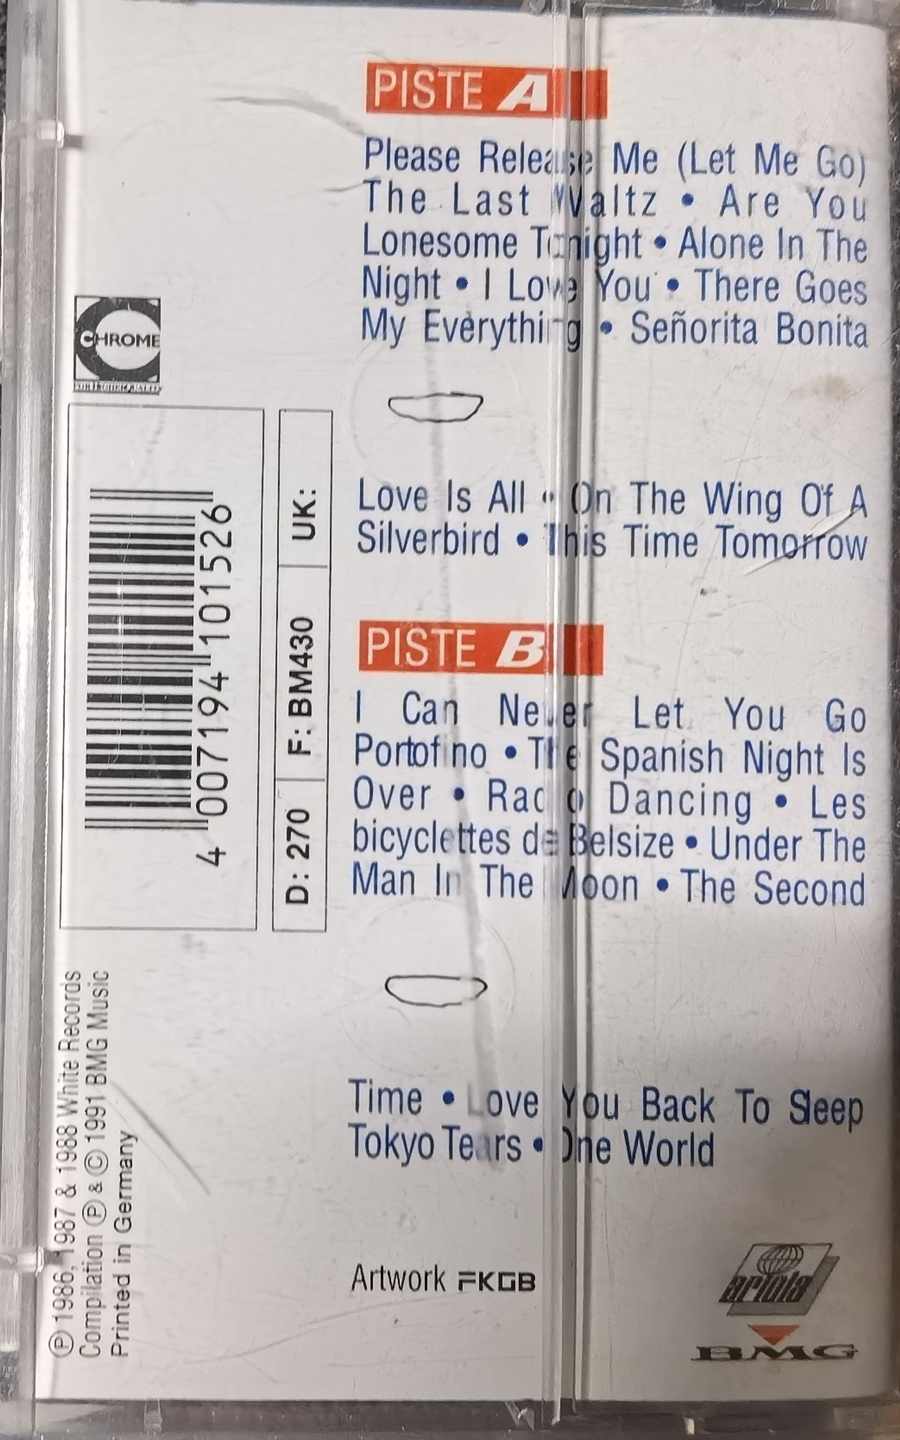 PISTE A
Please Release Me (Let Me Go)
The Last Waltz • Are You
Lonesome Tonight • Alone In The
Night • I Love You • There Goes
My Everything • Señorita Bonita
Love Is All • On The Wing Of A
Silverbird • This Time Tomorrow
PISTE B
I Can Never Let You Go
Portofino • The Spanish Night Is
Over • Radio Dancing • Les
bicyclettes de Belsize • Under The
Man In The Moon • The Second
Time • Love You Back To Sleep
Tokyo Tears • One World
Artwork FKGB
CHROME
4 007194 101526
D: 270 F: BM430 UK:
℗ 1986, 1987 & 1988 White Records
Compilation ℗ & © 1991 BMG Music
Printed in Germany
ariola
BMG